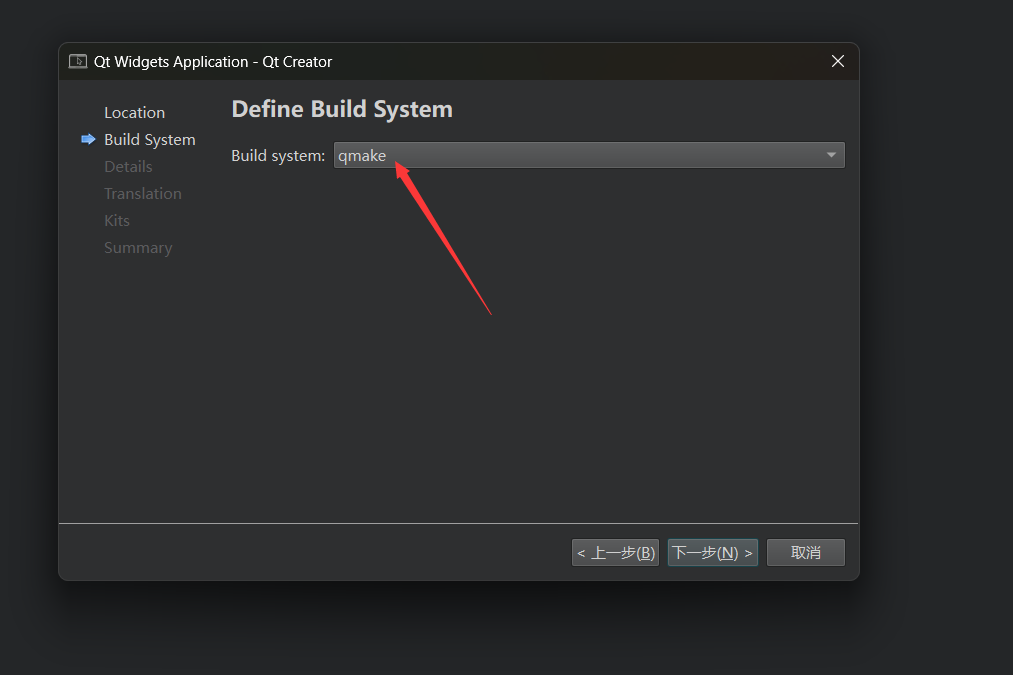 Qt Widgets Application - Qt Creator
Location
Build System
Details
Translation
Kits
Summary
Define Build System
Build system: qmake
< 上一步(B)
下一步(N) >
取消